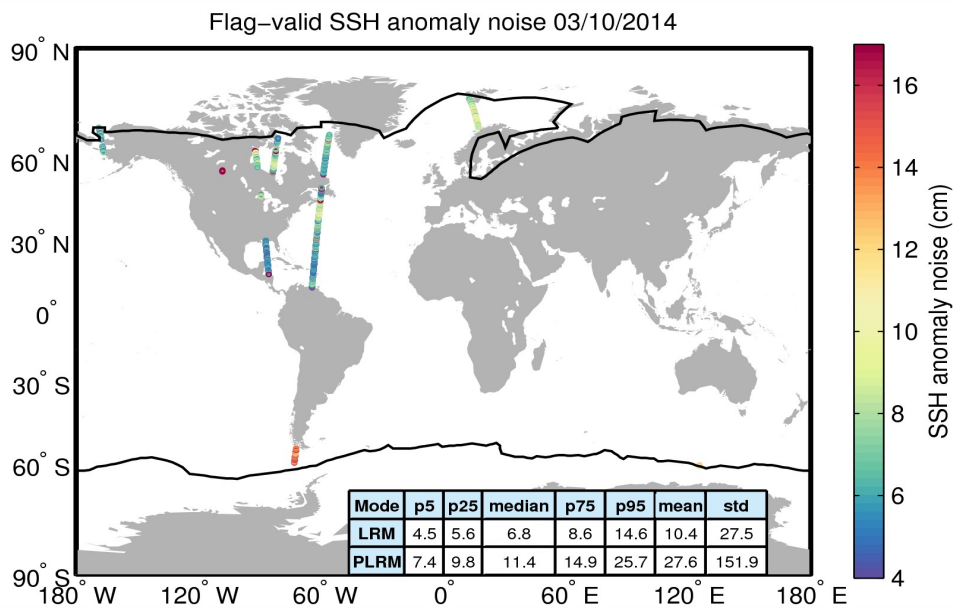 Flag−valid SSH anomaly noise 03/10/2014
90° N
60° N
30° N
0°
30° S
60° S
90° S
180° W 120° W 60° W 0° 60° E 120° E 180° E
16
14
12
10
8
6
4
SSH anomaly noise (cm)
Mode p5 p25 median p75 p95 mean std
LRM 4.5 5.6 6.8 8.6 14.6 10.4 27.5
PLRM 7.4 9.8 11.4 14.9 25.7 27.6 151.9